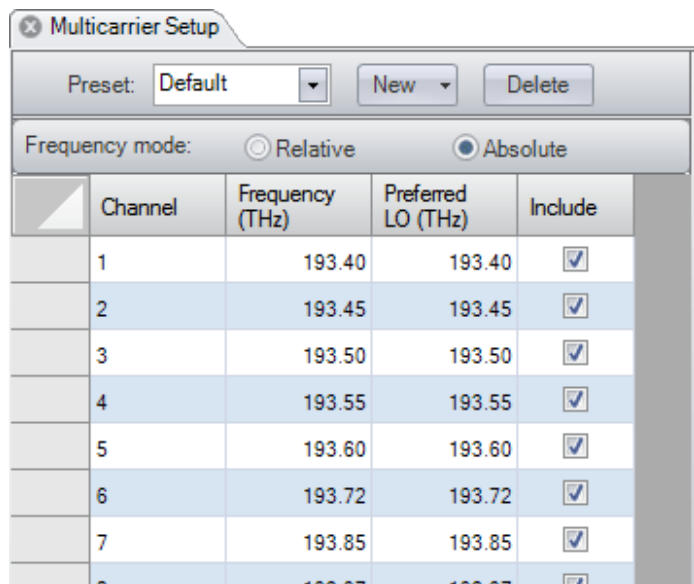 Multicarrier Setup
Preset: Default New Delete
Frequency mode: Relative Absolute
Channel Frequency (THz) Preferred LO (THz) Include
1 193.40 193.40
2 193.45 193.45
3 193.50 193.50
4 193.55 193.55
5 193.60 193.60
6 193.72 193.72
7 193.85 193.85